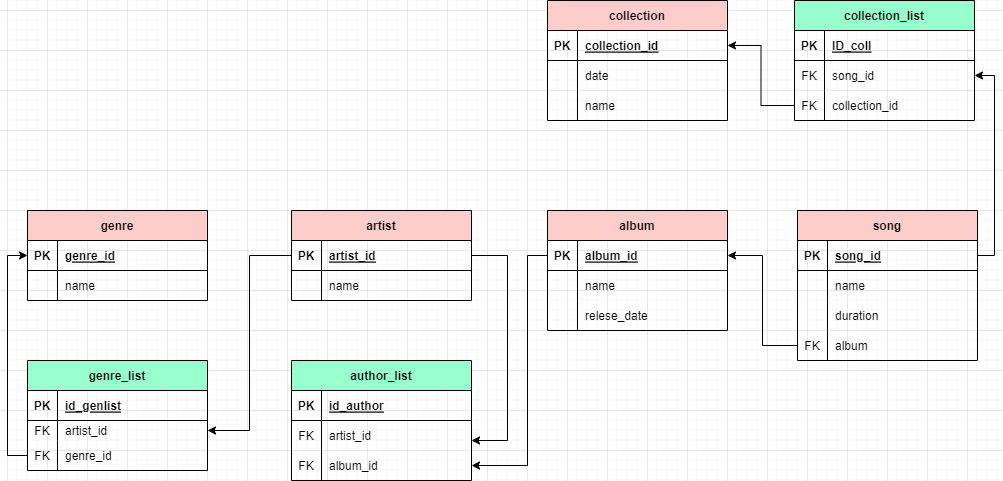 collection
PK collection_id
date
name
collection_list
PK ID_coll
FK song_id
FK collection_id
genre
PK genre_id
name
artist
PK artist_id
name
album
PK album_id
name
relese_date
song
PK song_id
name
duration
FK album
genre_list
PK id_genlist
FK artist_id
FK genre_id
author_list
PK id_author
FK artist_id
FK album_id